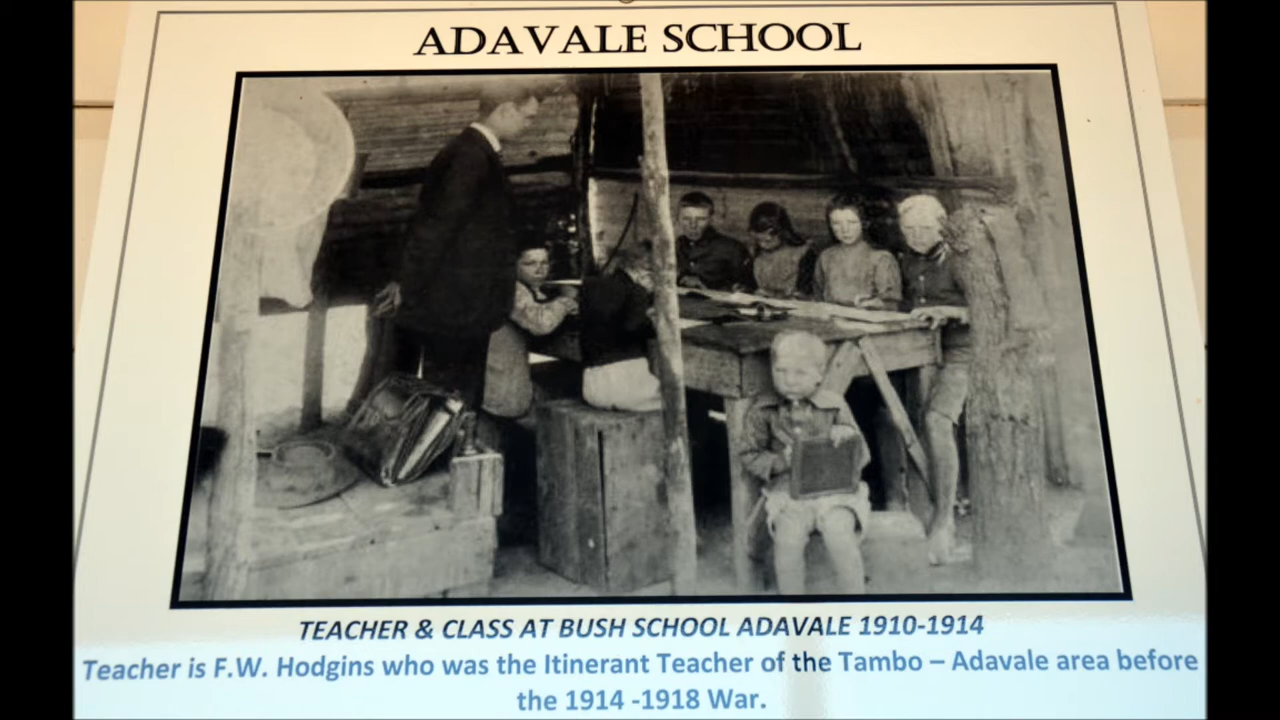 ADAVALE SCHOOL
TEACHER & CLASS AT BUSH SCHOOL ADAVALE 1910-1914
Teacher is F.W. Hodgins who was the Itinerant Teacher of the Tambo – Adavale area before
the 1914 -1918 War.